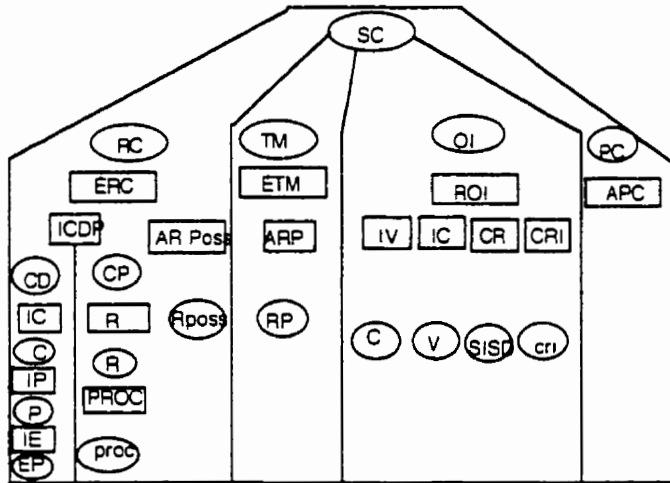 SC
RC TM OI PC
ERC ETM ROI APC
ICDP AR Poss ARP IV IC CR CRI
CD CP
IC R Rposs RP
C R C V SISD cri
IP PROC
P
IE proc
EP